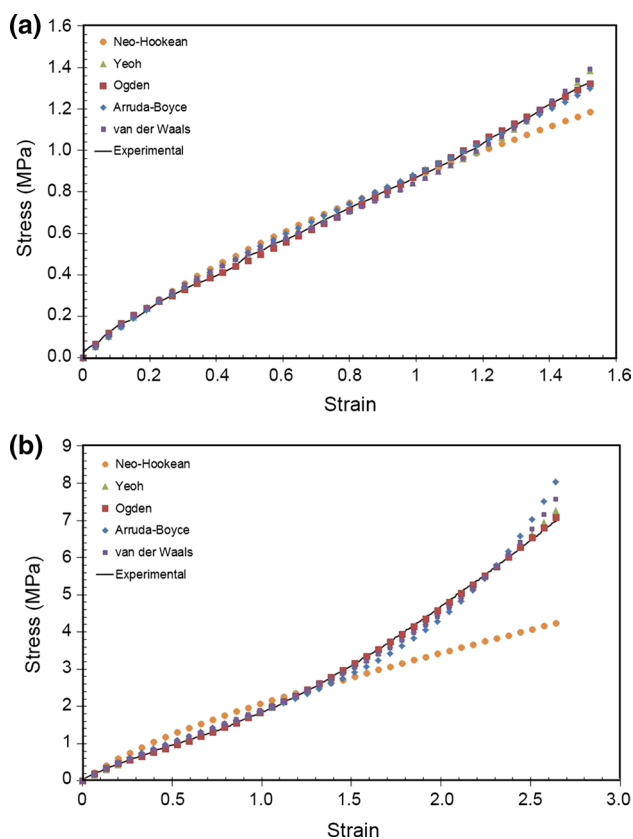 (a)
1.6
1.4
1.2
1.0
0.8
0.6
0.4
0.2
0.0
Stress (MPa)
Neo-Hookean
Yeoh
Ogden
Arruda-Boyce
van der Waals
Experimental
0 0.2 0.4 0.6 0.8 1 1.2 1.4 1.6
Strain
(b)
9
8
7
6
5
4
3
2
1
0
Stress (MPa)
Neo-Hookean
Yeoh
Ogden
Arruda-Boyce
van der Waals
Experimental
0 0.5 1.0 1.5 2.0 2.5 3.0
Strain